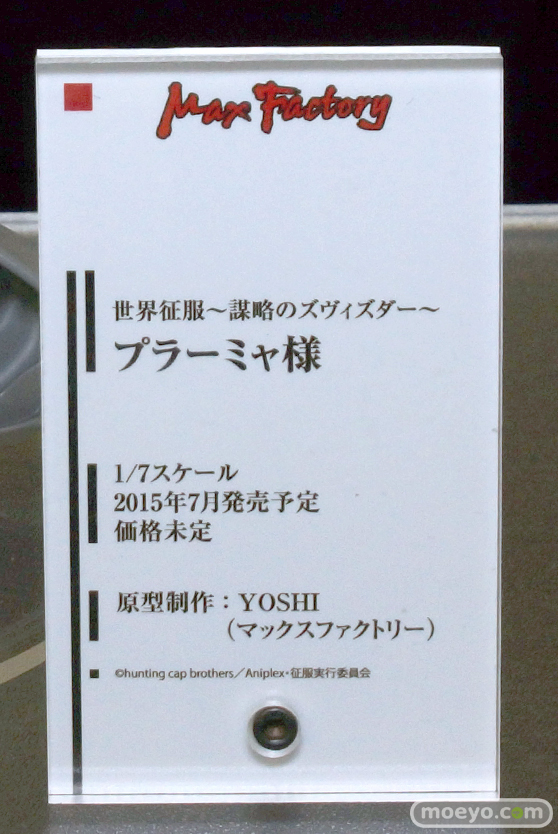 Max Factory
世界征服～謀略のズヴィズダー～
プラーミャ様
1/7スケール
2015年7月発売予定
価格未定
原型制作：YOSHI
（マックスファクトリー）
©hunting cap brothers／Aniplex・征服実行委員会
moeyo.com